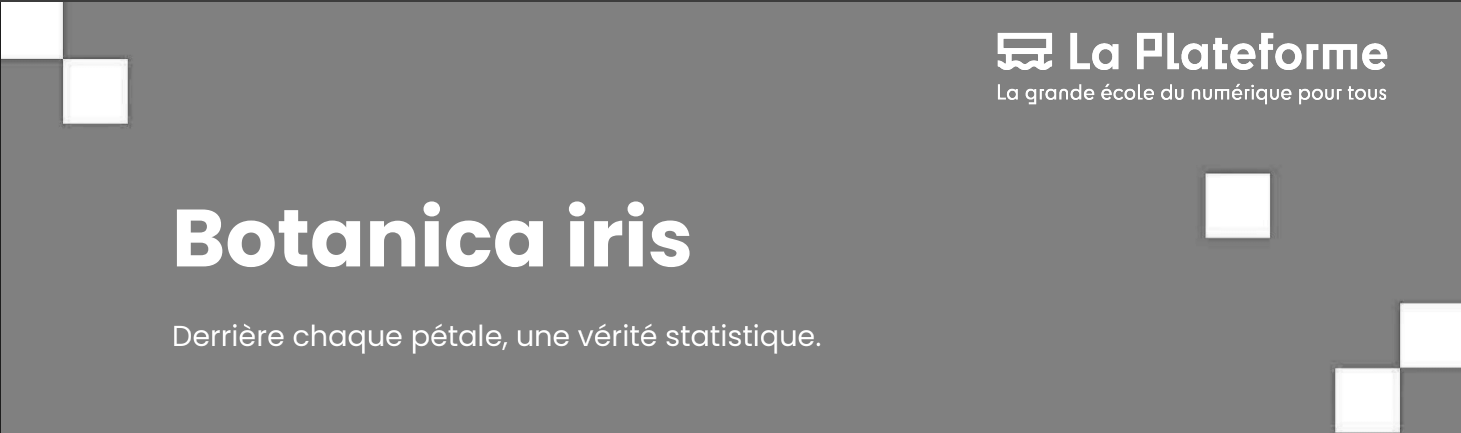 La Plateforme
La grande école du numérique pour tous
Botanica iris
Derrière chaque pétale, une vérité statistique.